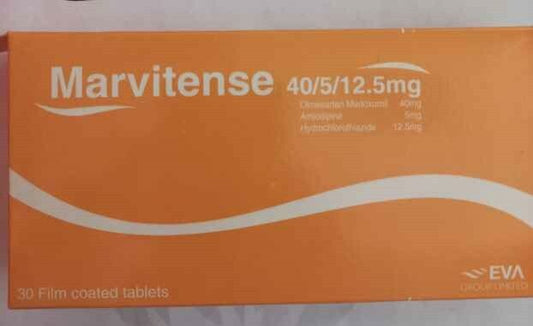 Marvitense 40/5/12.5mg
Olmesartan Medoxomil 40mg
Amlodipine 5mg
Hydrochlorothiazide 12.5mg
30 Film coated tablets
EVA
GROUP LIMITED